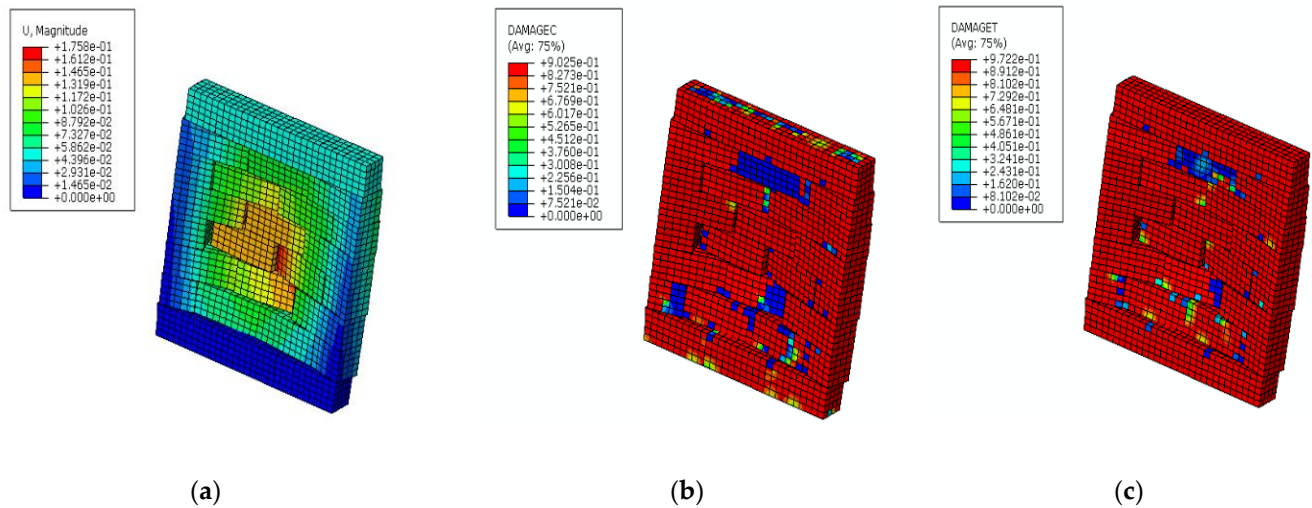 U, Magnitude
+1.758e-01
+1.612e-01
+1.465e-01
+1.319e-01
+1.172e-01
+1.026e-01
+8.792e-02
+7.327e-02
+5.862e-02
+4.396e-02
+2.931e-02
+1.465e-02
+0.000e+00
DAMAGEC
(Avg: 75%)
+9.025e-01
+8.273e-01
+7.521e-01
+6.769e-01
+6.017e-01
+5.265e-01
+4.512e-01
+3.760e-01
+3.008e-01
+2.256e-01
+1.504e-01
+7.521e-02
+0.000e+00
DAMAGET
(Avg: 75%)
+9.722e-01
+8.912e-01
+8.102e-01
+7.292e-01
+6.481e-01
+5.671e-01
+4.861e-01
+4.051e-01
+3.241e-01
+2.431e-01
+1.620e-01
+8.102e-02
+0.000e+00
(a)
(b)
(c)